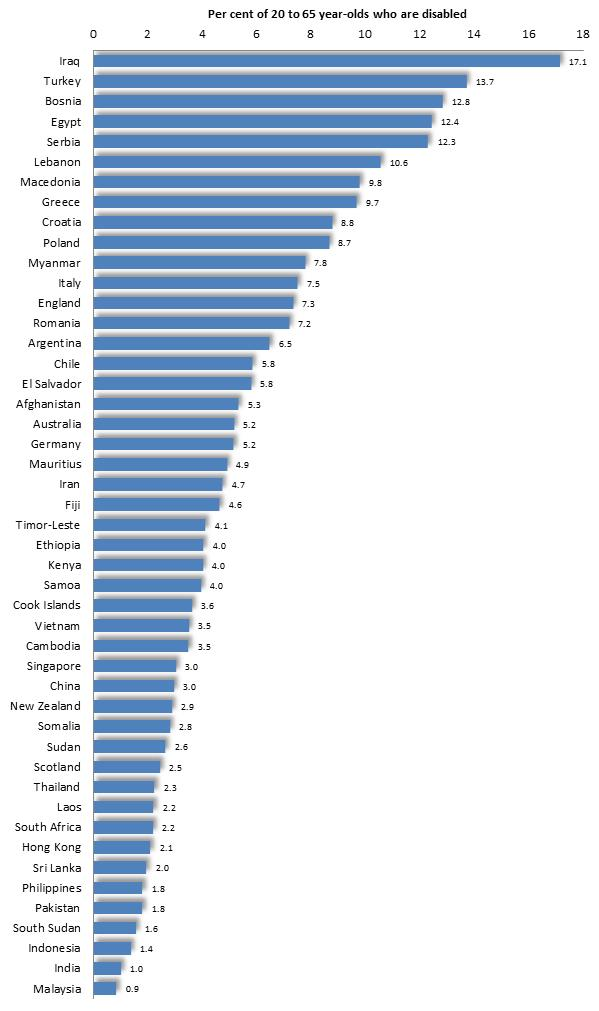 Per cent of 20 to 65 year-olds who are disabled
0 2 4 6 8 10 12 14 16 18
Iraq 17.1
Turkey 13.7
Bosnia 12.8
Egypt 12.4
Serbia 12.3
Lebanon 10.6
Macedonia 9.8
Greece 9.7
Croatia 8.8
Poland 8.7
Myanmar 7.8
Italy 7.5
England 7.3
Romania 7.2
Argentina 6.5
Chile 5.8
El Salvador 5.8
Afghanistan 5.3
Australia 5.2
Germany 5.2
Mauritius 4.9
Iran 4.7
Fiji 4.6
Timor-Leste 4.1
Ethiopia 4.0
Kenya 4.0
Samoa 4.0
Cook Islands 3.6
Vietnam 3.5
Cambodia 3.5
Singapore 3.0
China 3.0
New Zealand 2.9
Somalia 2.8
Sudan 2.6
Scotland 2.5
Thailand 2.3
Laos 2.2
South Africa 2.2
Hong Kong 2.1
Sri Lanka 2.0
Philippines 1.8
Pakistan 1.8
South Sudan 1.6
Indonesia 1.4
India 1.0
Malaysia 0.9